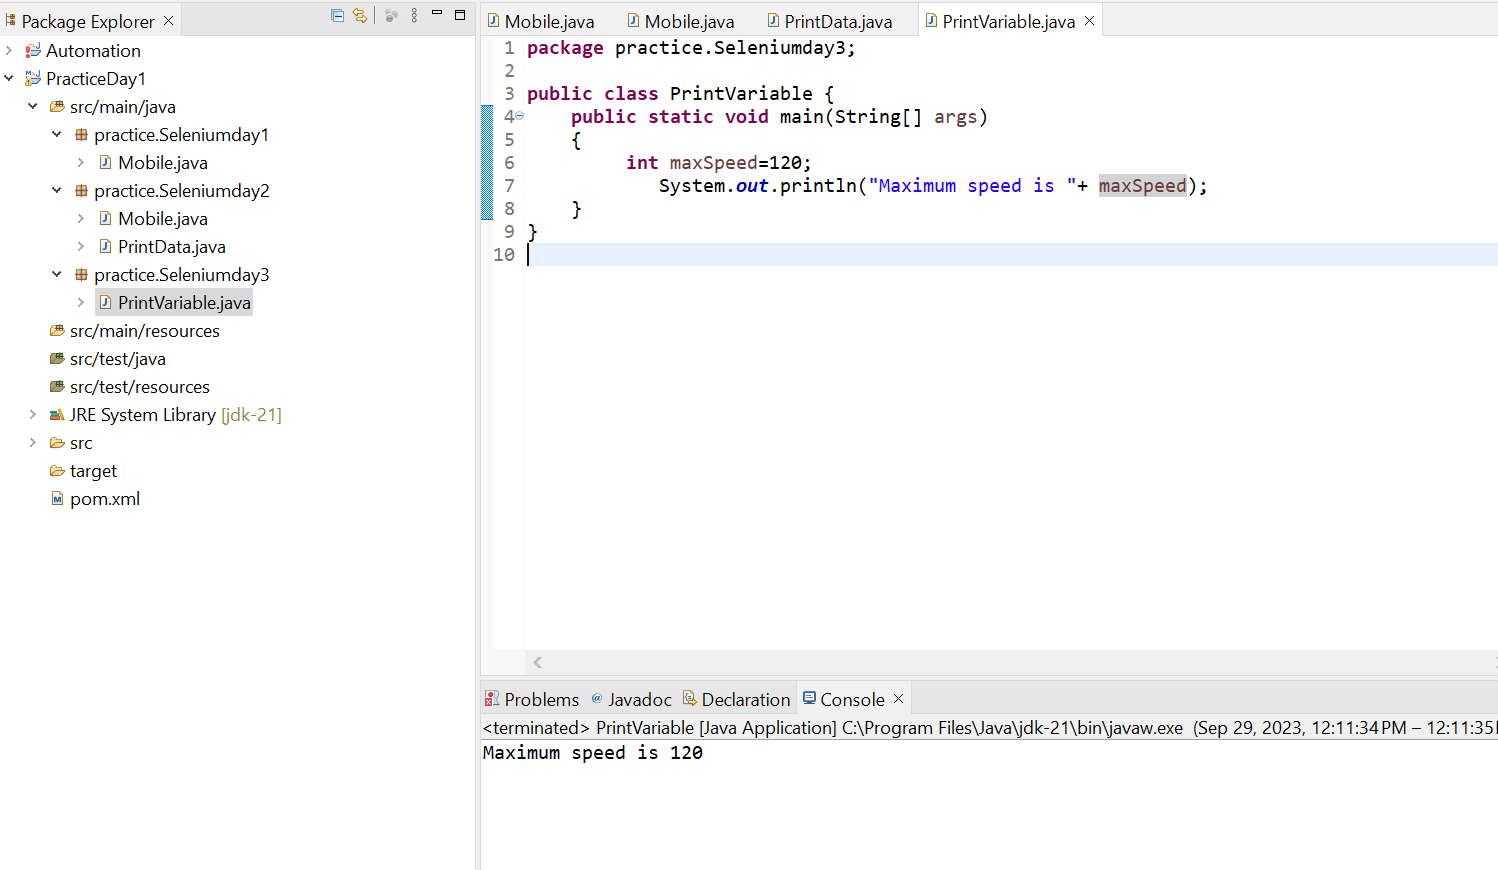 Package Explorer
Automation
PracticeDay1
src/main/java
practice.Seleniumday1
Mobile.java
practice.Seleniumday2
Mobile.java
PrintData.java
practice.Seleniumday3
PrintVariable.java
src/main/resources
src/test/java
src/test/resources
JRE System Library [jdk-21]
src
target
pom.xml
Mobile.java Mobile.java PrintData.java PrintVariable.java
1 package practice.Seleniumday3;
2
3 public class PrintVariable {
4 public static void main(String[] args)
5 {
6 int maxSpeed=120;
7 System.out.println("Maximum speed is "+ maxSpeed);
8 }
9 }
10
Problems @ Javadoc Declaration Console
<terminated> PrintVariable [Java Application] C:\Program Files\Java\jdk-21\bin\javaw.exe (Sep 29, 2023, 12:11:34 PM – 12:11:35
Maximum speed is 120